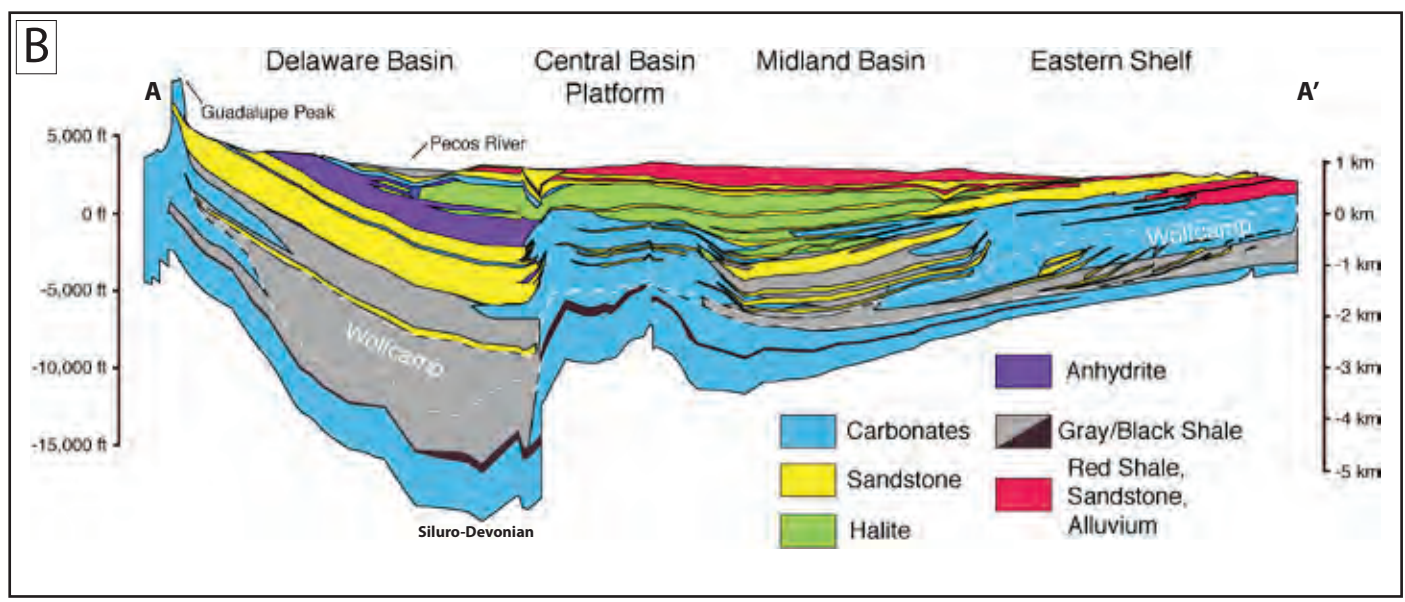 B
Delaware Basin
Central Basin
Platform
Midland Basin
Eastern Shelf
A
A'
Guadalupe Peak
Pecos River
5,000 ft
0 ft
-5,000 ft
-10,000 ft
-15,000 ft
1 km
0 km
-1 km
-2 km
-3 km
-4 km
-5 km
Wolfcamp
Wolfcamp
Siluro-Devonian
Carbonates
Sandstone
Halite
Anhydrite
Gray/Black Shale
Red Shale,
Sandstone,
Alluvium